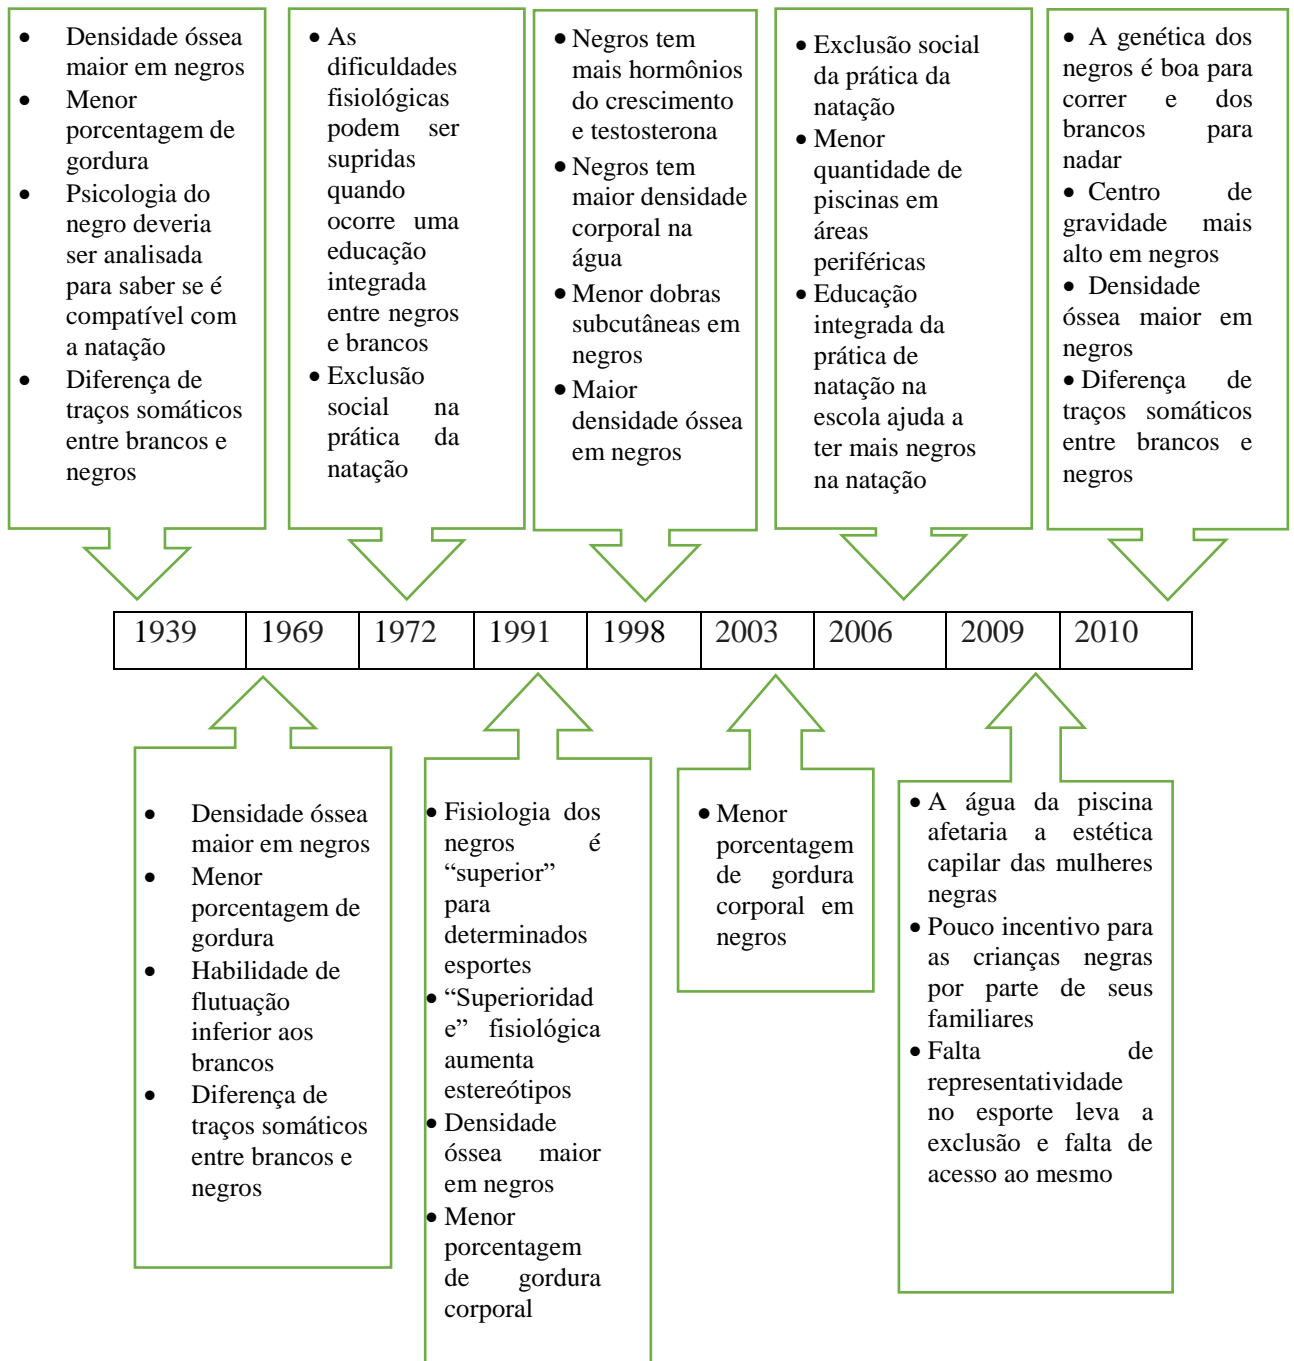 • Densidade óssea
maior em negros
• Menor
porcentagem de
gordura
• Psicologia do
negro deveria
ser analisada
para saber se é
compatível com
a natação
• Diferença de
traços somáticos
entre brancos e
negros
• As
dificuldades
fisiológicas
podem ser
supridas
quando
ocorre uma
educação
integrada
entre negros
e brancos
• Exclusão
social na
prática da
natação
• Negros tem
mais hormônios
do crescimento
e testosterona
• Negros tem
maior densidade
corporal na
água
• Menor dobras
subcutâneas em
negros
• Maior
densidade óssea
em negros
• Exclusão social
da prática da
natação
• Menor
quantidade de
piscinas em
áreas
periféricas
• Educação
integrada da
prática de
natação na
escola ajuda a
ter mais negros
na natação
• A genética dos
negros é boa para
correr e dos
brancos para
nadar
• Centro de
gravidade mais
alto em negros
• Densidade
óssea maior em
negros
• Diferença de
traços somáticos
entre brancos e
negros
1939 1969 1972 1991 1998 2003 2006 2009 2010
• Densidade óssea
maior em negros
• Menor
porcentagem de
gordura
• Habilidade de
flutuação
inferior aos
brancos
• Diferença de
traços somáticos
entre brancos e
negros
• Fisiologia dos
negros é
“superior”
para
determinados
esportes
• “Superioridad
e” fisiológica
aumenta
estereótipos
• Densidade
óssea maior
em negros
• Menor
porcentagem
de gordura
corporal
• Menor
porcentagem
de gordura
corporal em
negros
• A água da piscina
afetaria a estética
capilar das mulheres
negras
• Pouco incentivo para
as crianças negras
por parte de seus
familiares
• Falta de
representatividade
no esporte leva a
exclusão e falta de
acesso ao mesmo